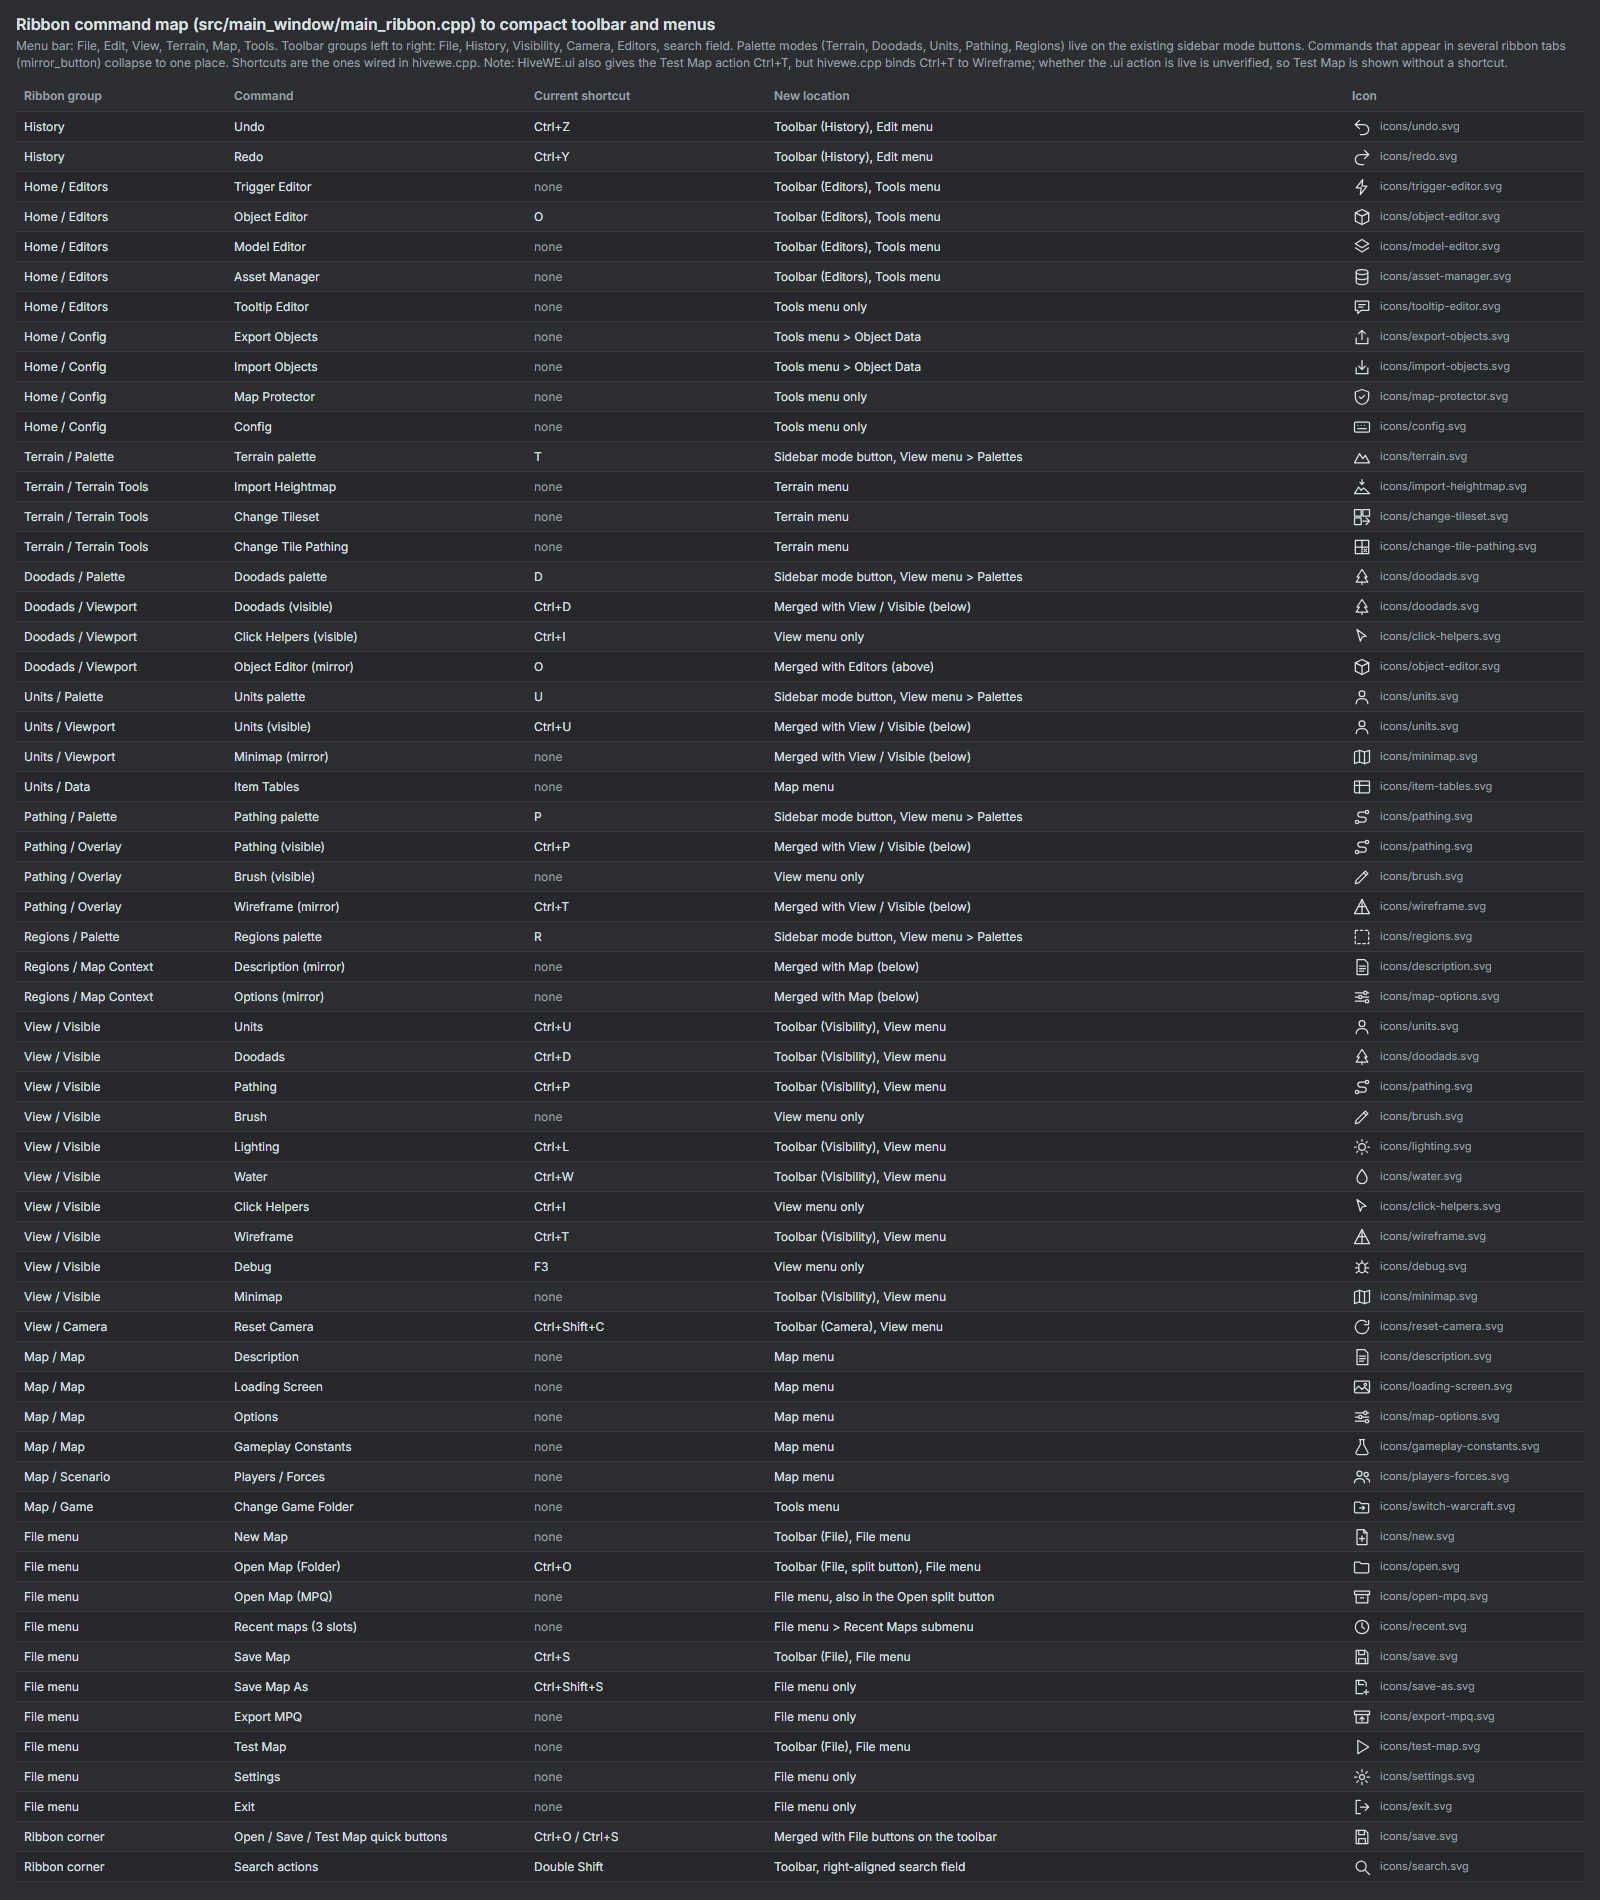 Ribbon command map (src/main_window/main_ribbon.cpp) to compact toolbar and menus
Menu bar: File, Edit, View, Terrain, Map, Tools. Toolbar groups left to right: File, History, Visibility, Camera, Editors, search field. Palette modes (Terrain, Doodads, Units, Pathing, Regions) live on the existing sidebar mode buttons. Commands that appear in several ribbon tabs
(mirror_button) collapse to one place. Shortcuts are the ones wired in hivewe.cpp. Note: HiveWE.ui also gives the Test Map action Ctrl+T, but hivewe.cpp binds Ctrl+T to Wireframe; whether the .ui action is live is unverified, so Test Map is shown without a shortcut.
Ribbon group Command Current shortcut New location Icon
History Undo Ctrl+Z Toolbar (History), Edit menu icons/undo.svg
History Redo Ctrl+Y Toolbar (History), Edit menu icons/redo.svg
Home / Editors Trigger Editor none Toolbar (Editors), Tools menu icons/trigger-editor.svg
Home / Editors Object Editor O Toolbar (Editors), Tools menu icons/object-editor.svg
Home / Editors Model Editor none Toolbar (Editors), Tools menu icons/model-editor.svg
Home / Editors Asset Manager none Toolbar (Editors), Tools menu icons/asset-manager.svg
Home / Editors Tooltip Editor none Tools menu only icons/tooltip-editor.svg
Home / Config Export Objects none Tools menu > Object Data icons/export-objects.svg
Home / Config Import Objects none Tools menu > Object Data icons/import-objects.svg
Home / Config Map Protector none Tools menu only icons/map-protector.svg
Home / Config Config none Tools menu only icons/config.svg
Terrain / Palette Terrain palette T Sidebar mode button, View menu > Palettes icons/terrain.svg
Terrain / Terrain Tools Import Heightmap none Terrain menu icons/import-heightmap.svg
Terrain / Terrain Tools Change Tileset none Terrain menu icons/change-tileset.svg
Terrain / Terrain Tools Change Tile Pathing none Terrain menu icons/change-tile-pathing.svg
Doodads / Palette Doodads palette D Sidebar mode button, View menu > Palettes icons/doodads.svg
Doodads / Viewport Doodads (visible) Ctrl+D Merged with View / Visible (below) icons/doodads.svg
Doodads / Viewport Click Helpers (visible) Ctrl+I View menu only icons/click-helpers.svg
Doodads / Viewport Object Editor (mirror) O Merged with Editors (above) icons/object-editor.svg
Units / Palette Units palette U Sidebar mode button, View menu > Palettes icons/units.svg
Units / Viewport Units (visible) Ctrl+U Merged with View / Visible (below) icons/units.svg
Units / Viewport Minimap (mirror) none Merged with View / Visible (below) icons/minimap.svg
Units / Data Item Tables none Map menu icons/item-tables.svg
Pathing / Palette Pathing palette P Sidebar mode button, View menu > Palettes icons/pathing.svg
Pathing / Overlay Pathing (visible) Ctrl+P Merged with View / Visible (below) icons/pathing.svg
Pathing / Overlay Brush (visible) none View menu only icons/brush.svg
Pathing / Overlay Wireframe (mirror) Ctrl+T Merged with View / Visible (below) icons/wireframe.svg
Regions / Palette Regions palette R Sidebar mode button, View menu > Palettes icons/regions.svg
Regions / Map Context Description (mirror) none Merged with Map (below) icons/description.svg
Regions / Map Context Options (mirror) none Merged with Map (below) icons/map-options.svg
View / Visible Units Ctrl+U Toolbar (Visibility), View menu icons/units.svg
View / Visible Doodads Ctrl+D Toolbar (Visibility), View menu icons/doodads.svg
View / Visible Pathing Ctrl+P Toolbar (Visibility), View menu icons/pathing.svg
View / Visible Brush none View menu only icons/brush.svg
View / Visible Lighting Ctrl+L Toolbar (Visibility), View menu icons/lighting.svg
View / Visible Water Ctrl+W Toolbar (Visibility), View menu icons/water.svg
View / Visible Click Helpers Ctrl+I View menu only icons/click-helpers.svg
View / Visible Wireframe Ctrl+T Toolbar (Visibility), View menu icons/wireframe.svg
View / Visible Debug F3 View menu only icons/debug.svg
View / Visible Minimap none Toolbar (Visibility), View menu icons/minimap.svg
View / Camera Reset Camera Ctrl+Shift+C Toolbar (Camera), View menu icons/reset-camera.svg
Map / Map Description none Map menu icons/description.svg
Map / Map Loading Screen none Map menu icons/loading-screen.svg
Map / Map Options none Map menu icons/map-options.svg
Map / Map Gameplay Constants none Map menu icons/gameplay-constants.svg
Map / Scenario Players / Forces none Map menu icons/players-forces.svg
Map / Game Change Game Folder none Tools menu icons/switch-warcraft.svg
File menu New Map none Toolbar (File), File menu icons/new.svg
File menu Open Map (Folder) Ctrl+O Toolbar (File, split button), File menu icons/open.svg
File menu Open Map (MPQ) none File menu, also in the Open split button icons/open-mpq.svg
File menu Recent maps (3 slots) none File menu > Recent Maps submenu icons/recent.svg
File menu Save Map Ctrl+S Toolbar (File), File menu icons/save.svg
File menu Save Map As Ctrl+Shift+S File menu only icons/save-as.svg
File menu Export MPQ none File menu only icons/export-mpq.svg
File menu Test Map none Toolbar (File), File menu icons/test-map.svg
File menu Settings none File menu only icons/settings.svg
File menu Exit none File menu only icons/exit.svg
Ribbon corner Open / Save / Test Map quick buttons Ctrl+O / Ctrl+S Merged with File buttons on the toolbar icons/save.svg
Ribbon corner Search actions Double Shift Toolbar, right-aligned search field icons/search.svg